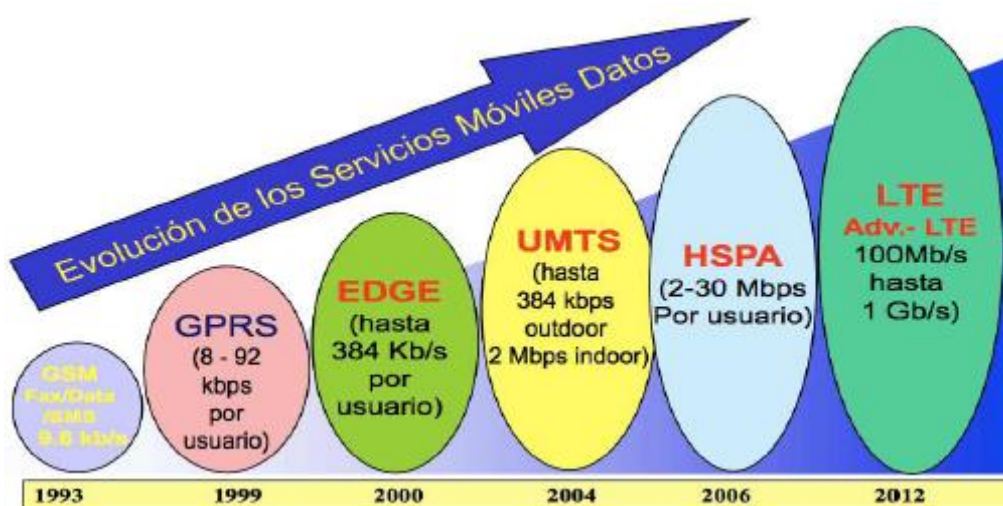 Evolución de los Servicios Móviles Datos
GSM
Fax/Data
/SMS
9.6 kb/s
GPRS
(8 - 92
kbps
por
usuario)
EDGE
(hasta
384 Kb/s
por
usuario)
UMTS
(hasta
384 kbps
outdoor
2 Mbps indoor)
HSPA
(2-30 Mbps
Por usuario)
LTE
Adv.- LTE
100Mb/s
hasta
1 Gb/s)
1993
1999
2000
2004
2006
2012